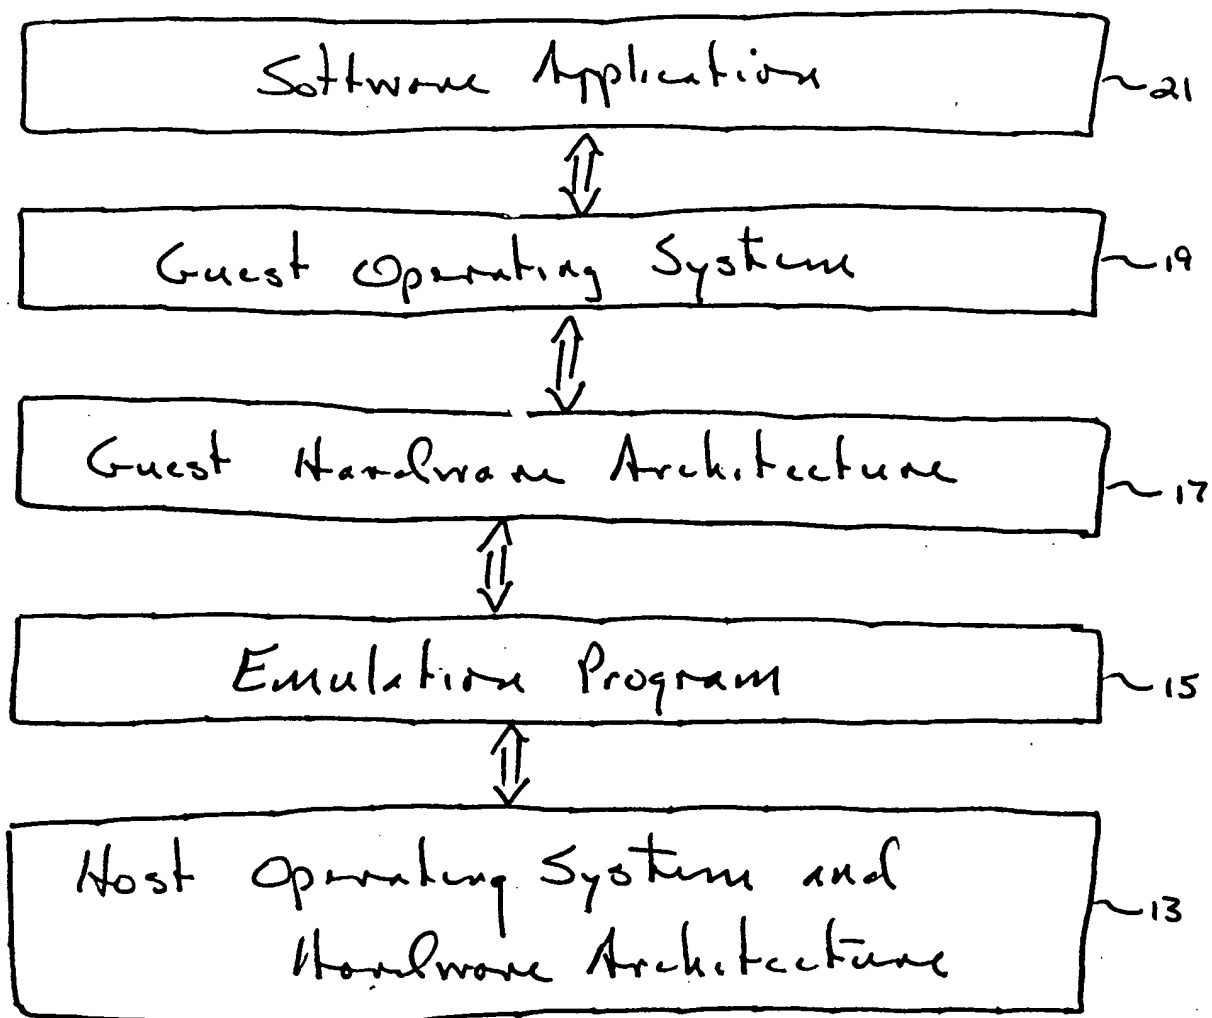 Software Application
21
Guest Operating System
19
Guest Hardware Architecture
17
Emulation Program
15
Host Operating System and
Hardware Architecture
13